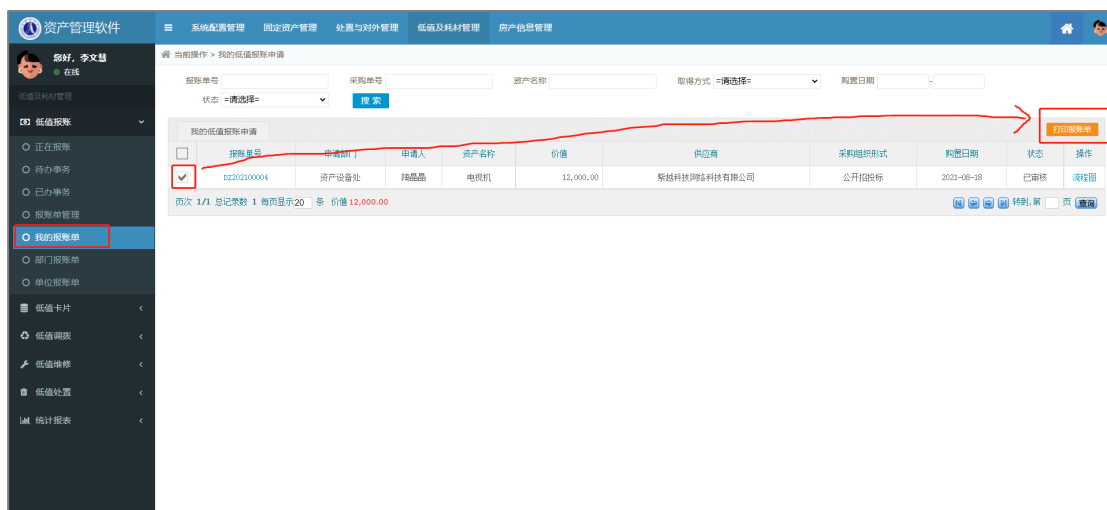 资产管理软件
系统配置管理 固定资产管理 处置与对外管理 低值及耗材管理 房产信息管理
您好，李文慧
在线
低值及耗材管理
低值报账
正在报账
待办事务
已办事务
报账单管理
我的报账单
部门报账单
单位报账单
低值卡片
低值调拨
低值维修
低值处置
统计报表
当前操作 > 我的低值报账申请
报账单号 采购单号 资产名称 取得方式 =请选择= 购置日期 -
状态 =请选择= 搜 索
我的低值报账申请 打印报账单
报账单号 申请部门 申请人 资产名称 价值 供应商 采购组织形式 购置日期 状态 操作
DZ202100004 资产设备处 陶晶晶 电视机 12,000.00 紫越科技网络科技有限公司 公开招投标 2021-08-18 已审核 流程图
页次 1/1 总记录数 1 每页显示20 条 价值12,000.00 转到,第 页 查询